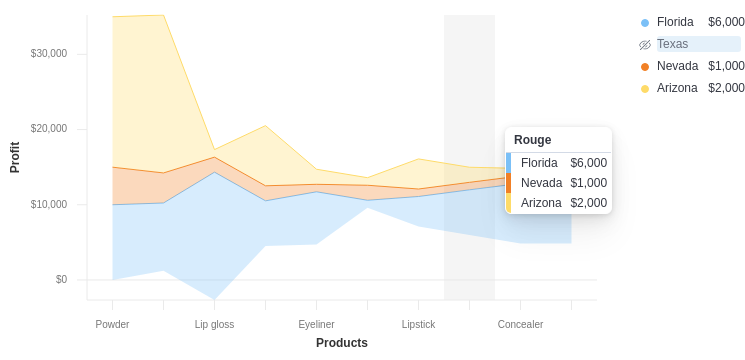 Profit
$30,000
$20,000
$10,000
$0
Powder
Lip gloss
Eyeliner
Lipstick
Concealer
Products
Rouge
Florida $6,000
Nevada $1,000
Arizona $2,000
Florida $6,000
Texas
Nevada $1,000
Arizona $2,000